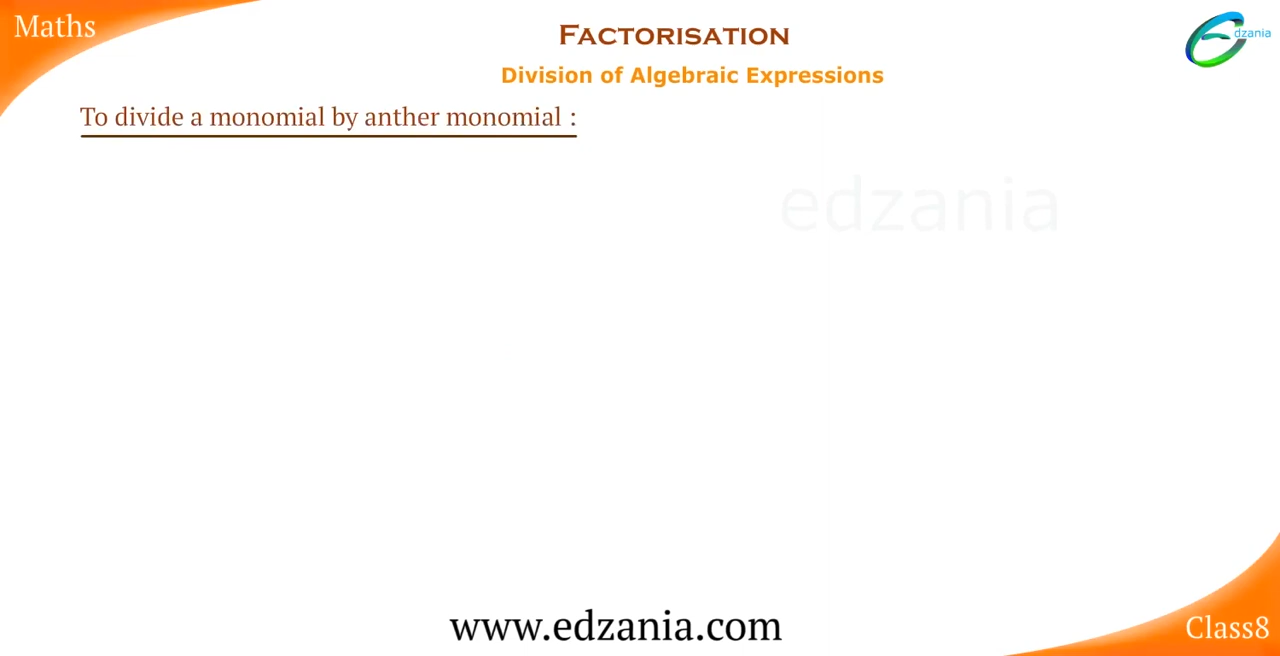 Maths
FACTORISATION
dzania
Division of Algebraic Expressions
To divide a monomial by anther monomial :
edzania
www.edzania.com
Class8